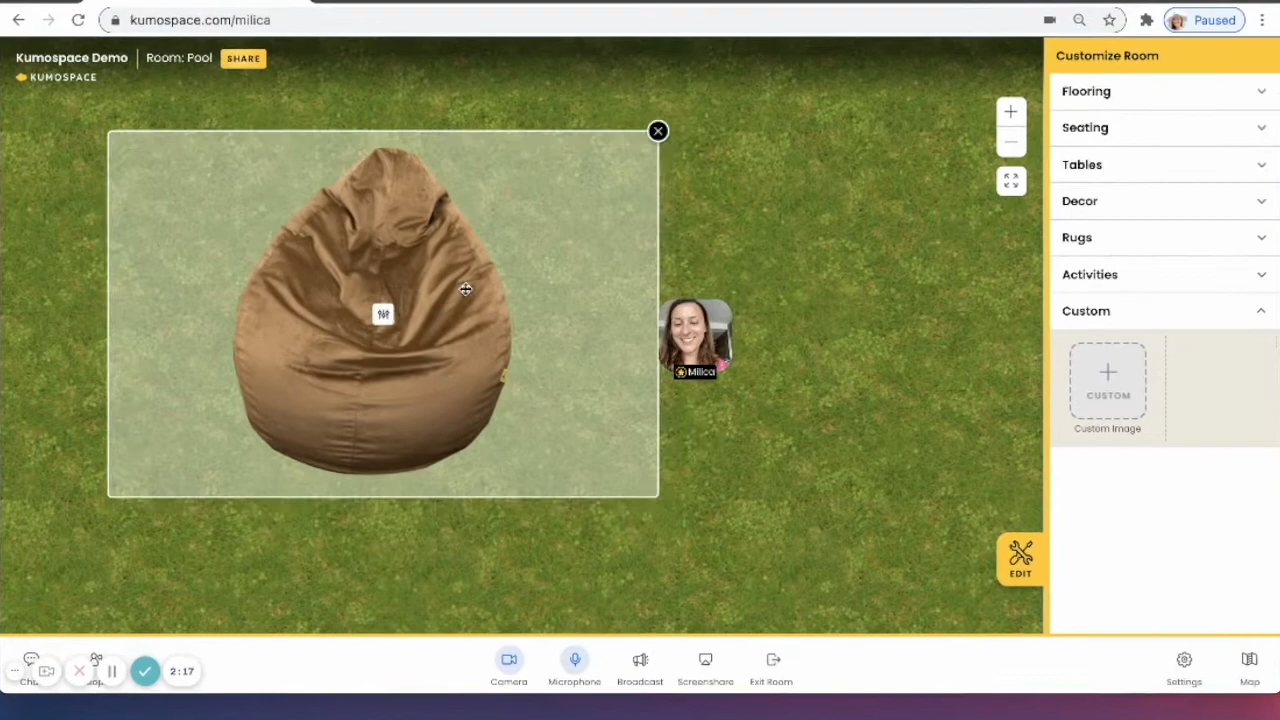 kumospace.com/milica
Paused
Kumospace Demo
Room: Pool
SHARE
KUMOSPACE
Customize Room
Flooring
Seating
Tables
Decor
Rugs
Activities
Custom
CUSTOM
Custom Image
Milica
EDIT
2:17
Camera
Microphone
Broadcast
Screenshare
Exit Room
Settings
Map